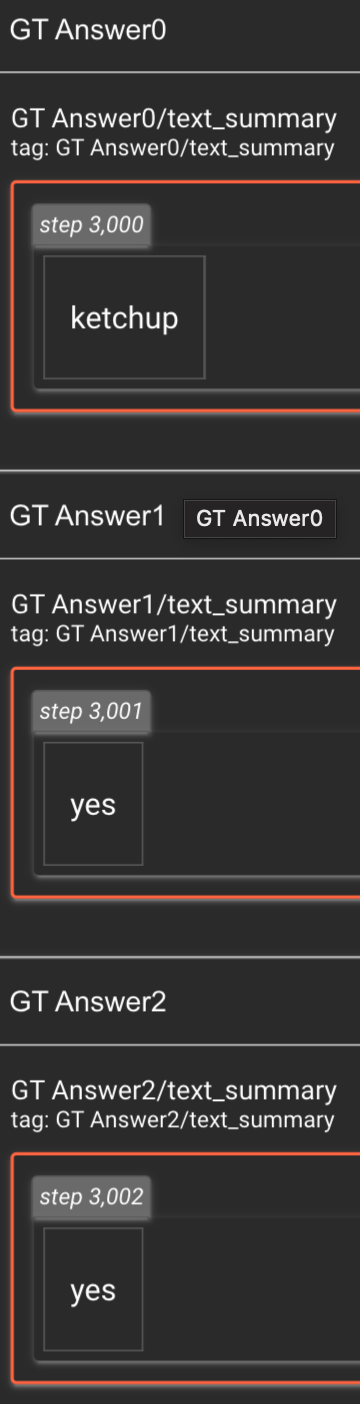 GT Answer0
GT Answer0/text_summary
tag: GT Answer0/text_summary
step 3,000
ketchup
GT Answer1 GT Answer0
GT Answer1/text_summary
tag: GT Answer1/text_summary
step 3,001
yes
GT Answer2
GT Answer2/text_summary
tag: GT Answer2/text_summary
step 3,002
yes